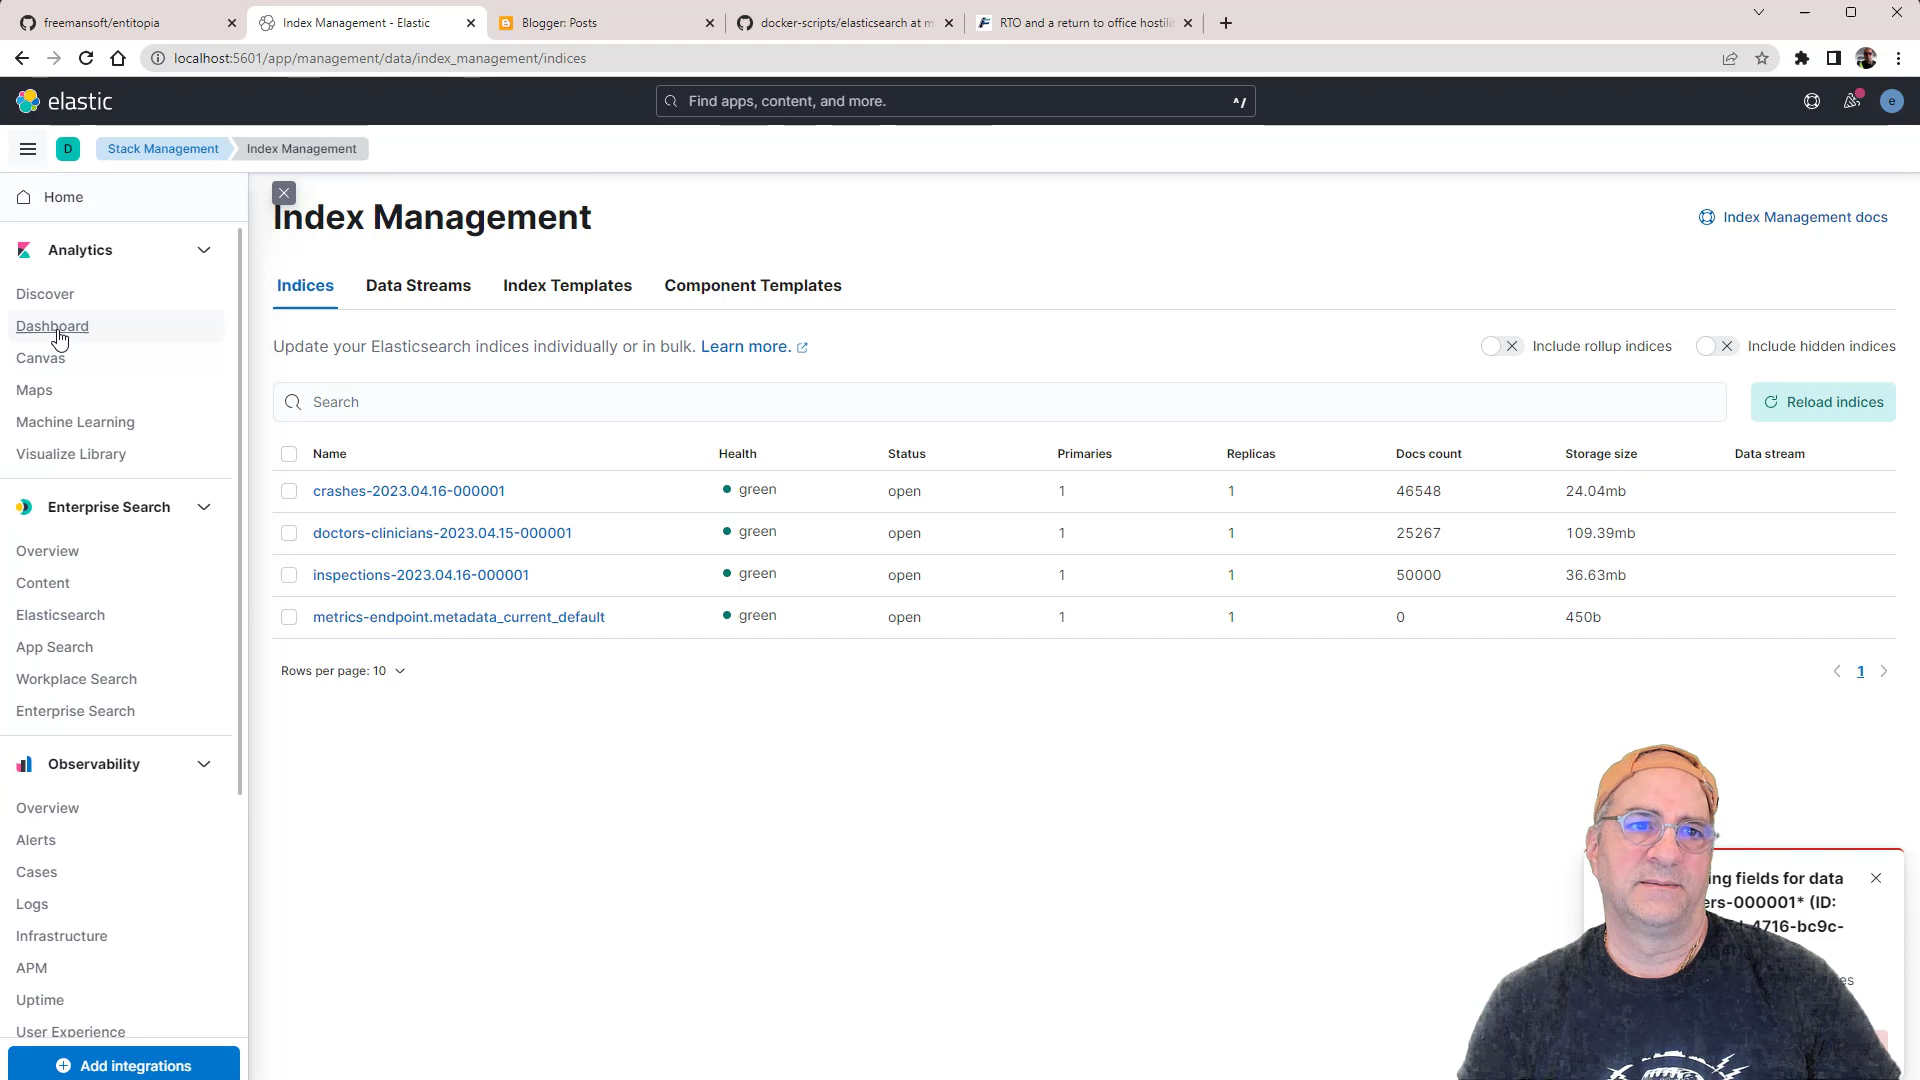 freemansoft/entitopia
Index Management - Elastic
Blogger: Posts
docker-scripts/elasticsearch at m
RTO and a return to office hostili
localhost:5601/app/management/data/index_management/indices
elastic
Find apps, content, and more.
^/
e
D
Stack Management
Index Management
Home
Analytics
Discover
Dashboard
Canvas
Maps
Machine Learning
Visualize Library
Enterprise Search
Overview
Content
Elasticsearch
App Search
Workplace Search
Enterprise Search
Observability
Overview
Alerts
Cases
Logs
Infrastructure
APM
Uptime
User Experience
Add integrations
Index Management
Index Management docs
Indices Data Streams Index Templates Component Templates
Update your Elasticsearch indices individually or in bulk. Learn more.
Include rollup indices
Include hidden indices
Search
Reload indices
Name Health Status Primaries Replicas Docs count Storage size Data stream
crashes-2023.04.16-000001 green open 1 1 46548 24.04mb
doctors-clinicians-2023.04.15-000001 green open 1 1 25267 109.39mb
inspections-2023.04.16-000001 green open 1 1 50000 36.63mb
metrics-endpoint.metadata_current_default green open 1 1 0 450b
Rows per page: 10
1
ing fields for data
ers-000001* (ID:
-4716-bc9c-